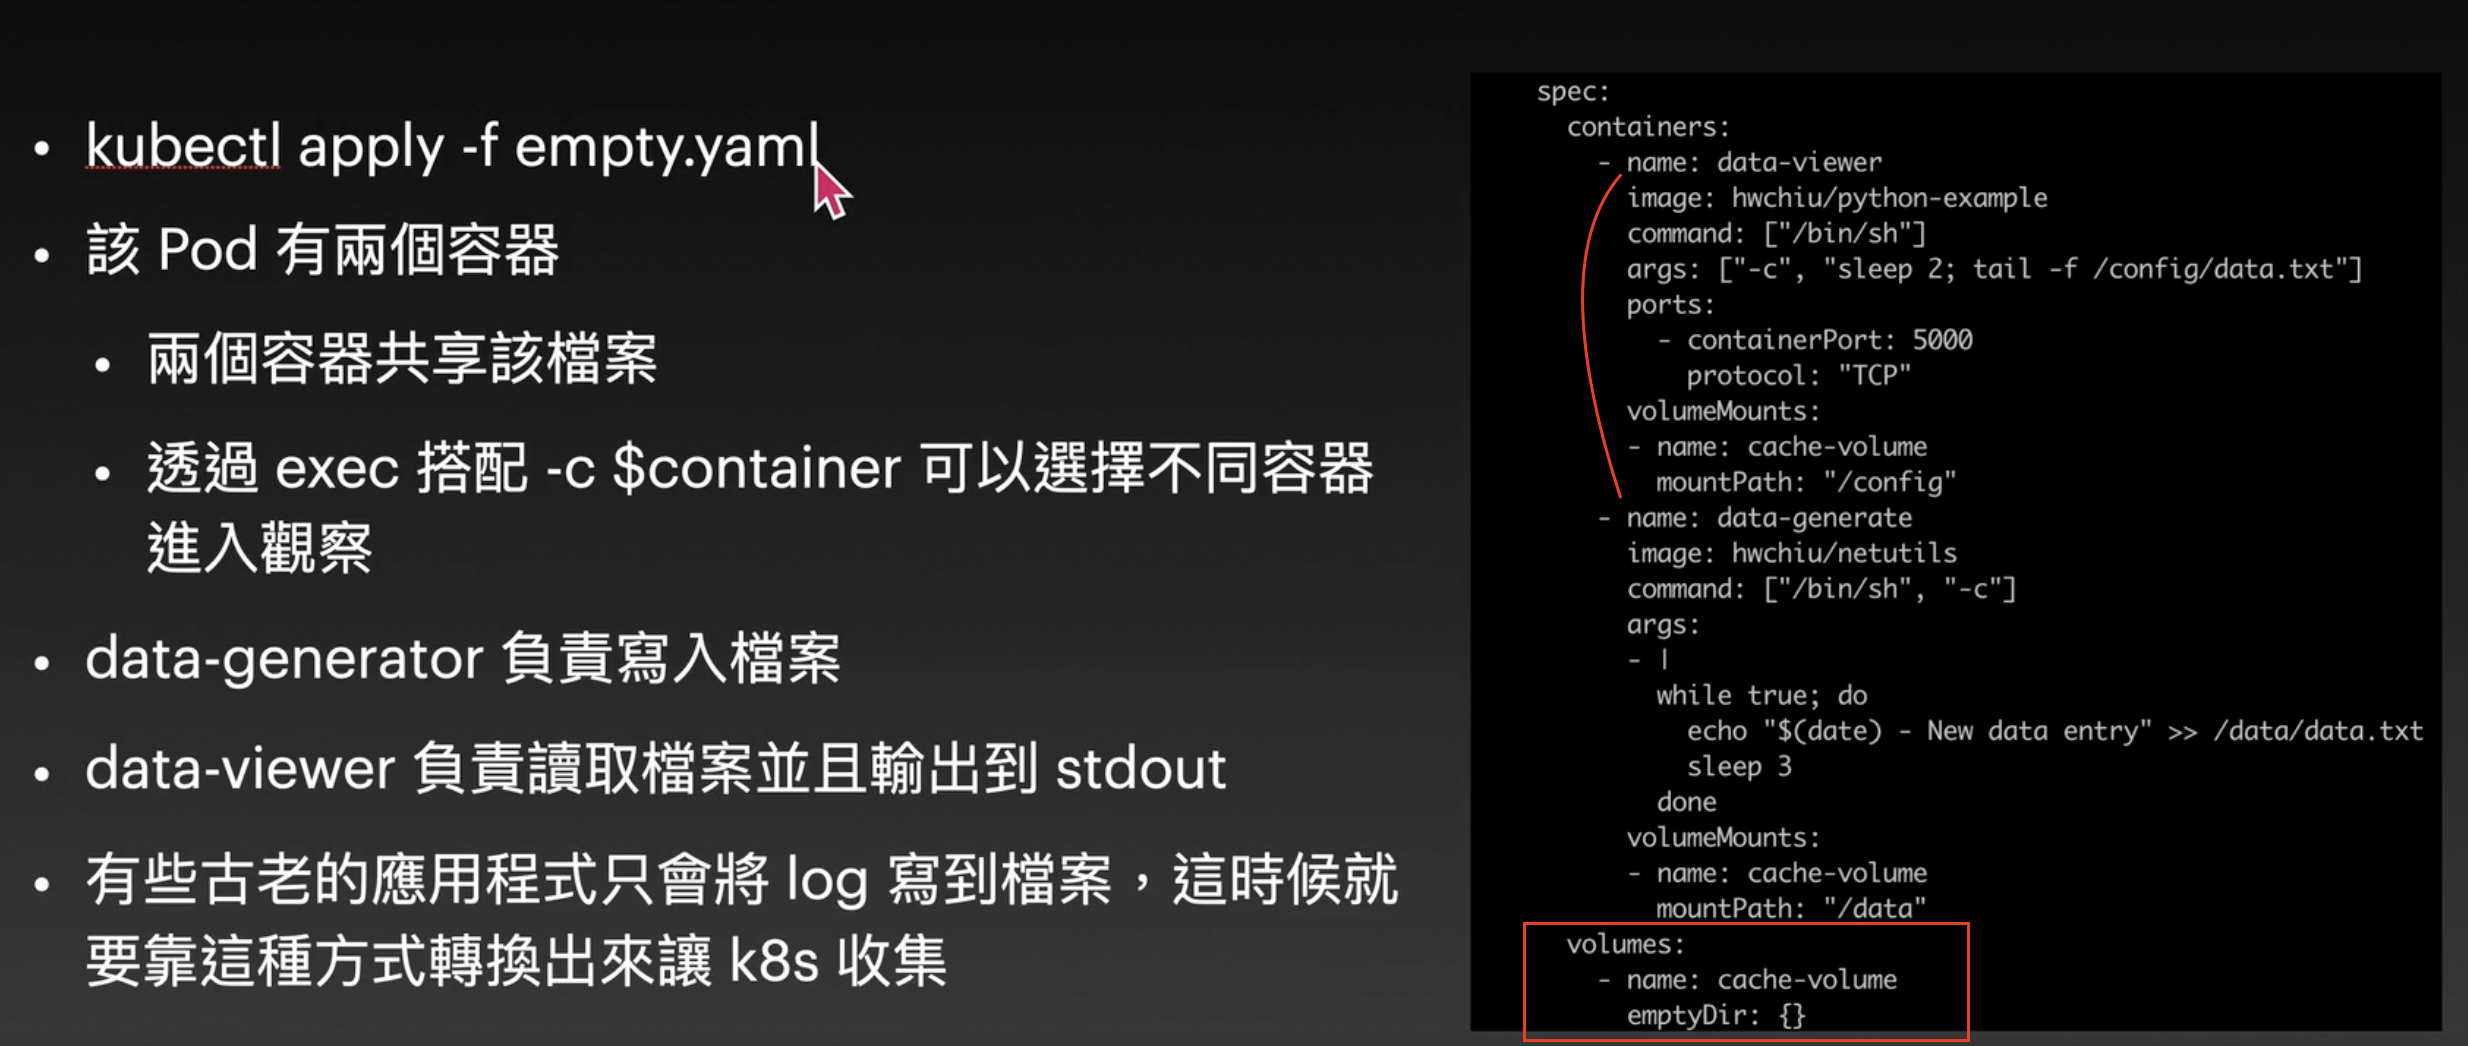 • kubectl apply -f empty.yaml
• 該 Pod 有兩個容器
• 兩個容器共享該檔案
• 透過 exec 搭配 -c $container 可以選擇不同容器
進入觀察
• data-generator 負責寫入檔案
• data-viewer 負責讀取檔案並且輸出到 stdout
• 有些古老的應用程式只會將 log 寫到檔案，這時候就
要靠這種方式轉換出來讓 k8s 收集
spec:
  containers:
    - name: data-viewer
      image: hwchiu/python-example
      command: ["/bin/sh"]
      args: ["-c", "sleep 2; tail -f /config/data.txt"]
      ports:
        - containerPort: 5000
          protocol: "TCP"
      volumeMounts:
      - name: cache-volume
        mountPath: "/config"
    - name: data-generate
      image: hwchiu/netutils
      command: ["/bin/sh", "-c"]
      args:
      - |
        while true; do
          echo "$(date) - New data entry" >> /data/data.txt
          sleep 3
        done
      volumeMounts:
      - name: cache-volume
        mountPath: "/data"
  volumes:
    - name: cache-volume
      emptyDir: {}